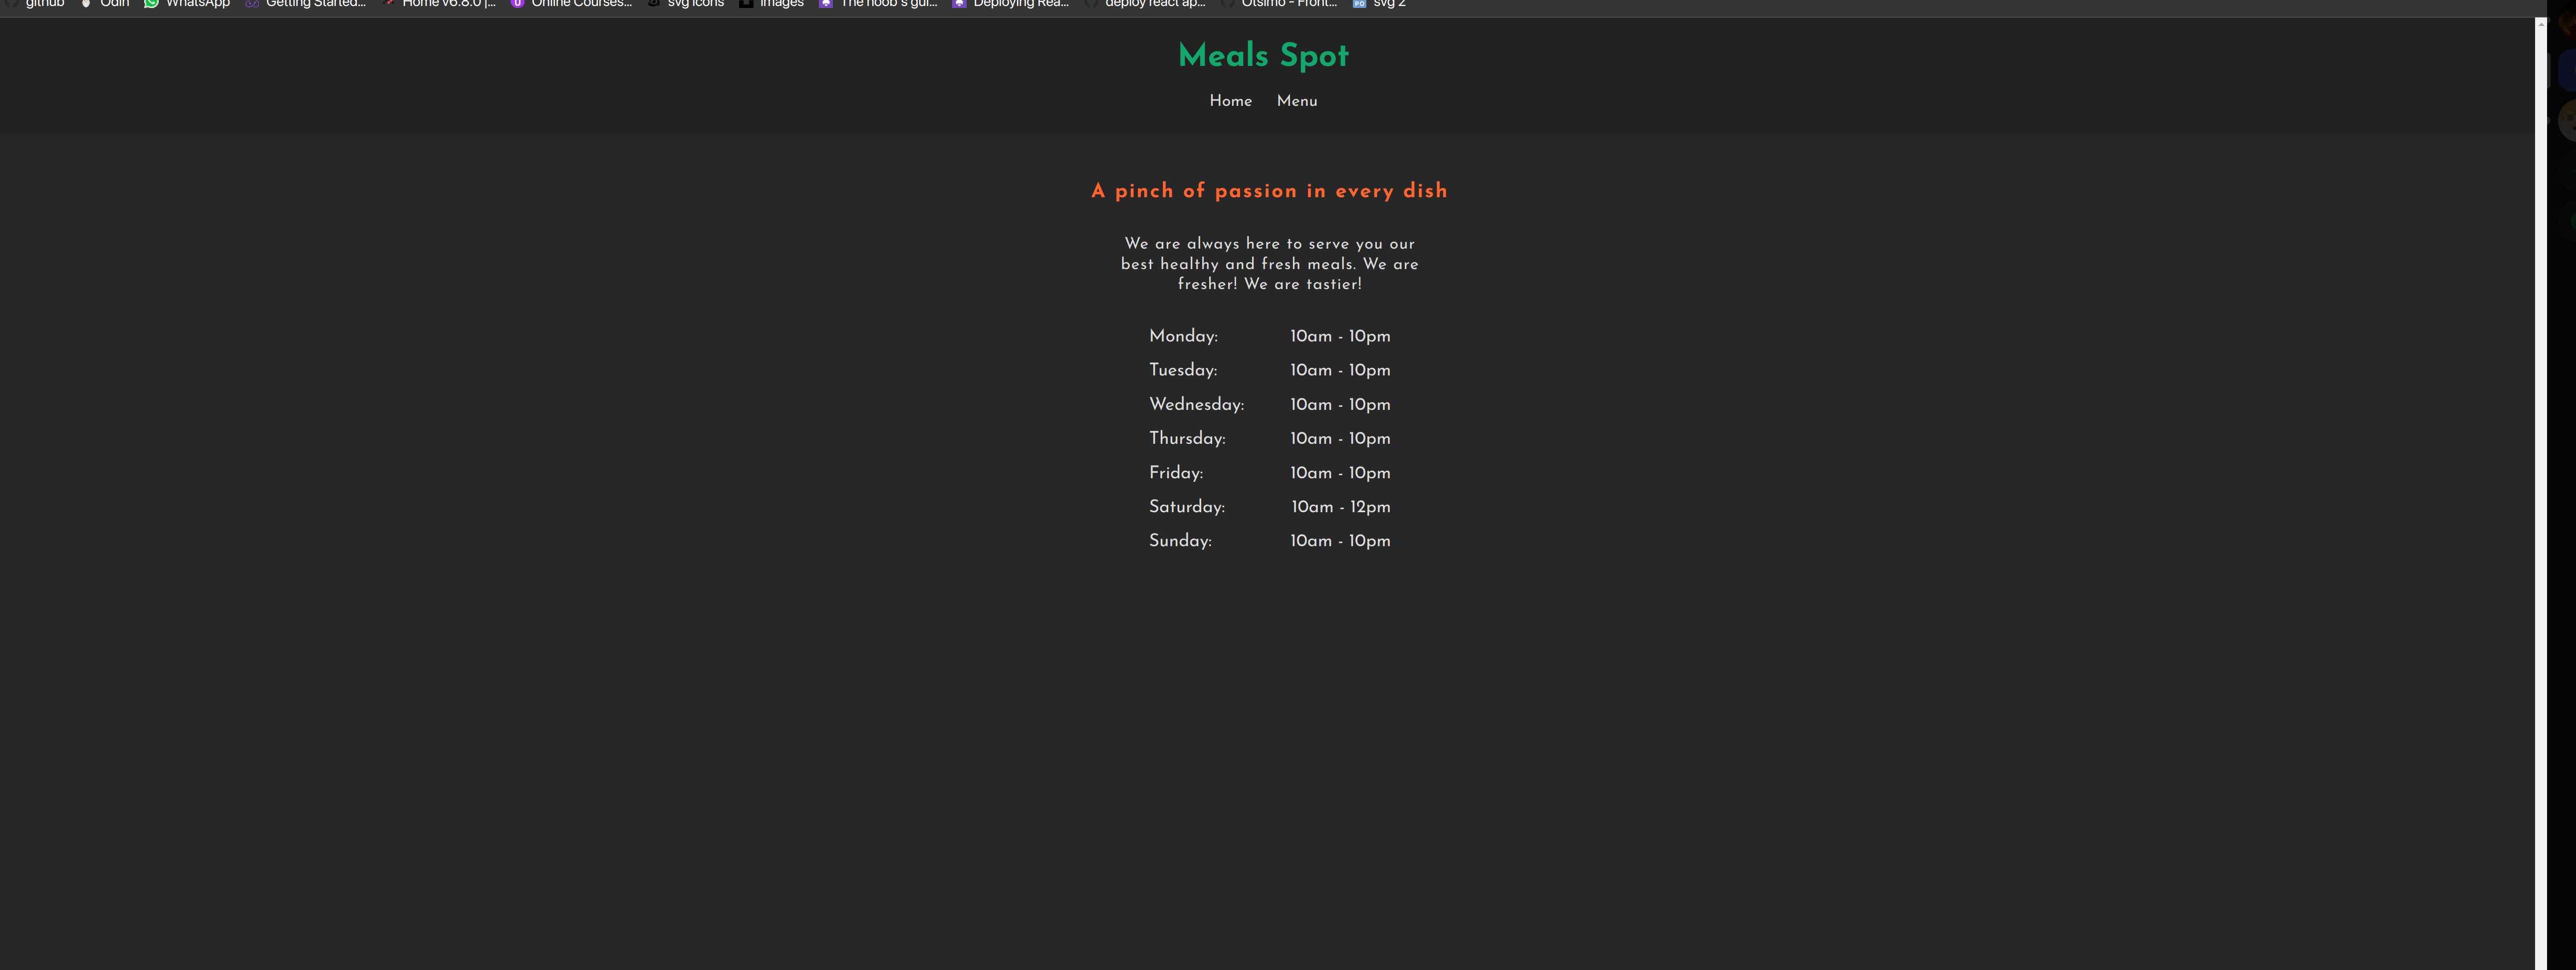 github Odin WhatsApp Getting Started... Home v6.8.0 |... Online Courses... svg icons images The noob's gui... Deploying Rea... deploy react ap... Otsimo - Front... svg 2
Meals Spot
Home Menu
A pinch of passion in every dish
We are always here to serve you our
best healthy and fresh meals. We are
fresher! We are tastier!
Monday: 10am - 10pm
Tuesday: 10am - 10pm
Wednesday: 10am - 10pm
Thursday: 10am - 10pm
Friday: 10am - 10pm
Saturday: 10am - 12pm
Sunday: 10am - 10pm